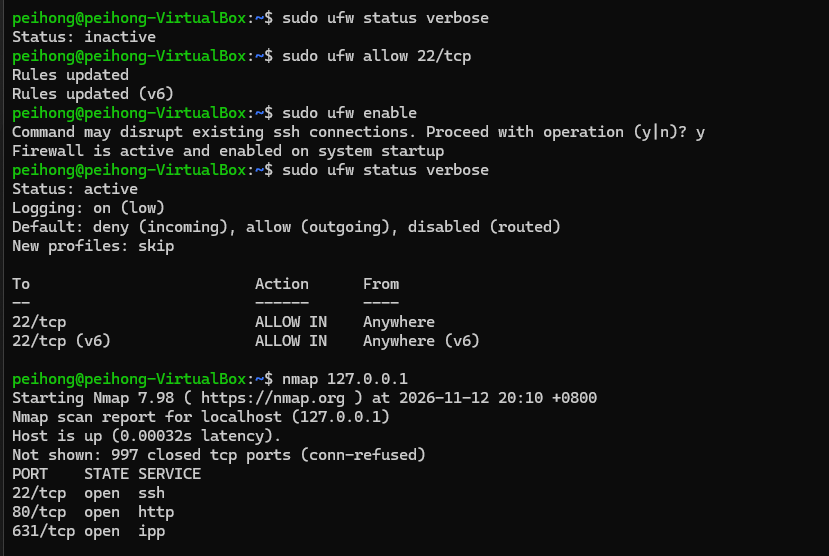 peihong@peihong-VirtualBox:~$ sudo ufw status verbose
Status: inactive
peihong@peihong-VirtualBox:~$ sudo ufw allow 22/tcp
Rules updated
Rules updated (v6)
peihong@peihong-VirtualBox:~$ sudo ufw enable
Command may disrupt existing ssh connections. Proceed with operation (y|n)? y
Firewall is active and enabled on system startup
peihong@peihong-VirtualBox:~$ sudo ufw status verbose
Status: active
Logging: on (low)
Default: deny (incoming), allow (outgoing), disabled (routed)
New profiles: skip

To                         Action      From
--                         ------      ----
22/tcp                     ALLOW IN    Anywhere
22/tcp (v6)                ALLOW IN    Anywhere (v6)

peihong@peihong-VirtualBox:~$ nmap 127.0.0.1
Starting Nmap 7.98 ( https://nmap.org ) at 2026-11-12 20:10 +0800
Nmap scan report for localhost (127.0.0.1)
Host is up (0.00032s latency).
Not shown: 997 closed tcp ports (conn-refused)
PORT    STATE SERVICE
22/tcp  open  ssh
80/tcp  open  http
631/tcp open  ipp